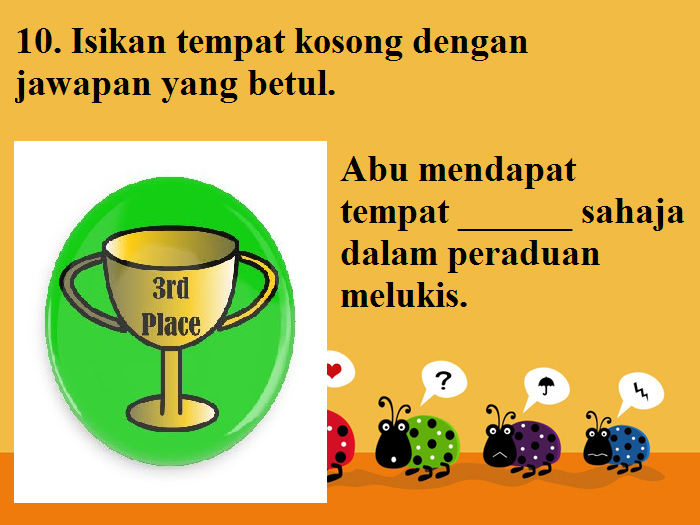 10. Isikan tempat kosong dengan
jawapan yang betul.
Abu mendapat
tempat ______ sahaja
dalam peraduan
melukis.
3rd
Place
?